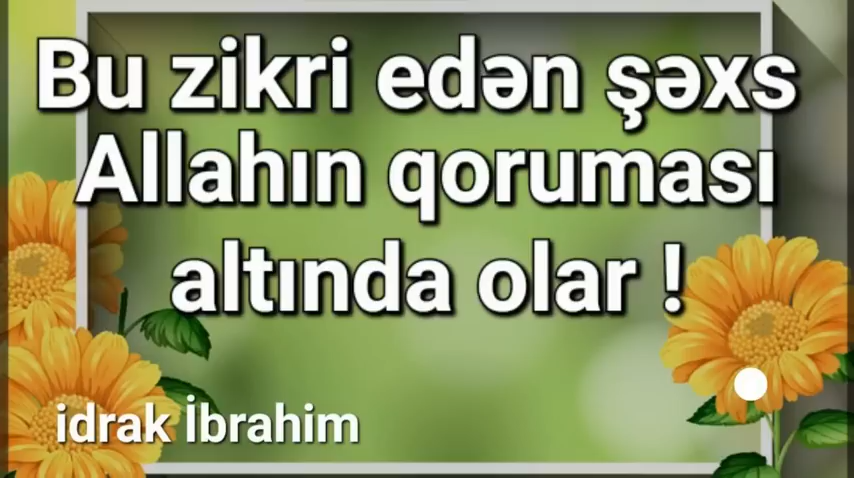 Bu zikri edən şəxs
Allahın qoruması
altında olar !
idrak İbrahim